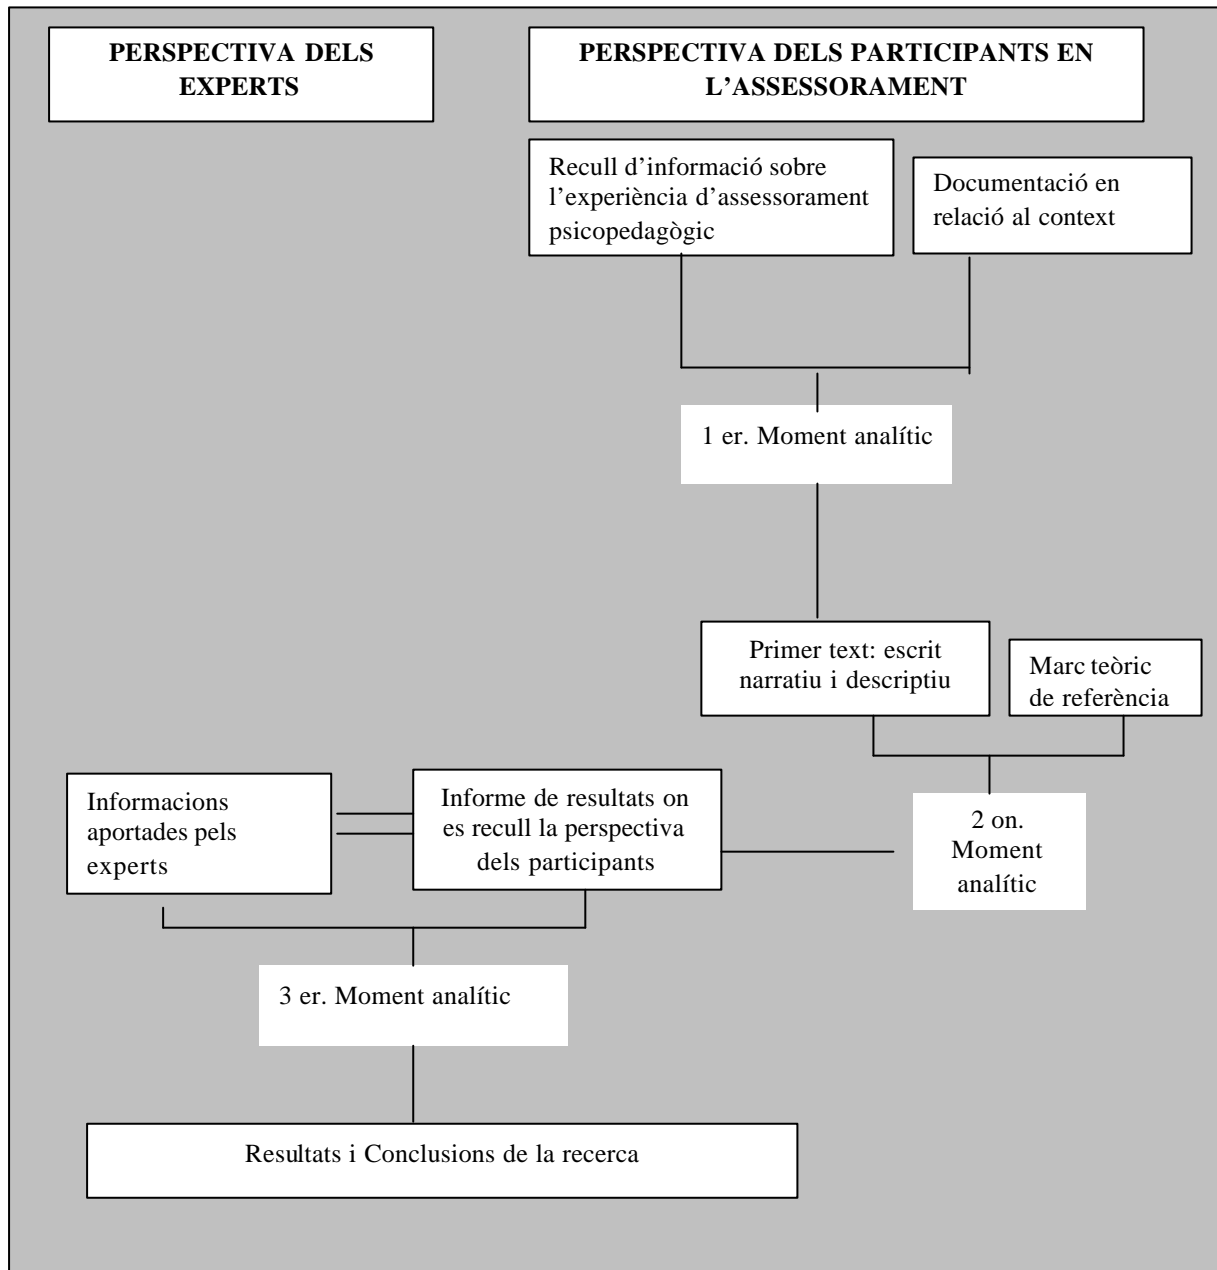 PERSPECTIVA DELS
EXPERTS
PERSPECTIVA DELS PARTICIPANTS EN
L’ASSESSORAMENT
Recull d’informació sobre
l’experiència d’assessorament
psicopedagògic
Documentació en
relació al context
1 er. Moment analític
Primer text: escrit
narratiu i descriptiu
Marc teòric
de referència
Informacions
aportades pels
experts
Informe de resultats on
es recull la perspectiva
dels participants
2 on.
Moment
analític
3 er. Moment analític
Resultats i Conclusions de la recerca